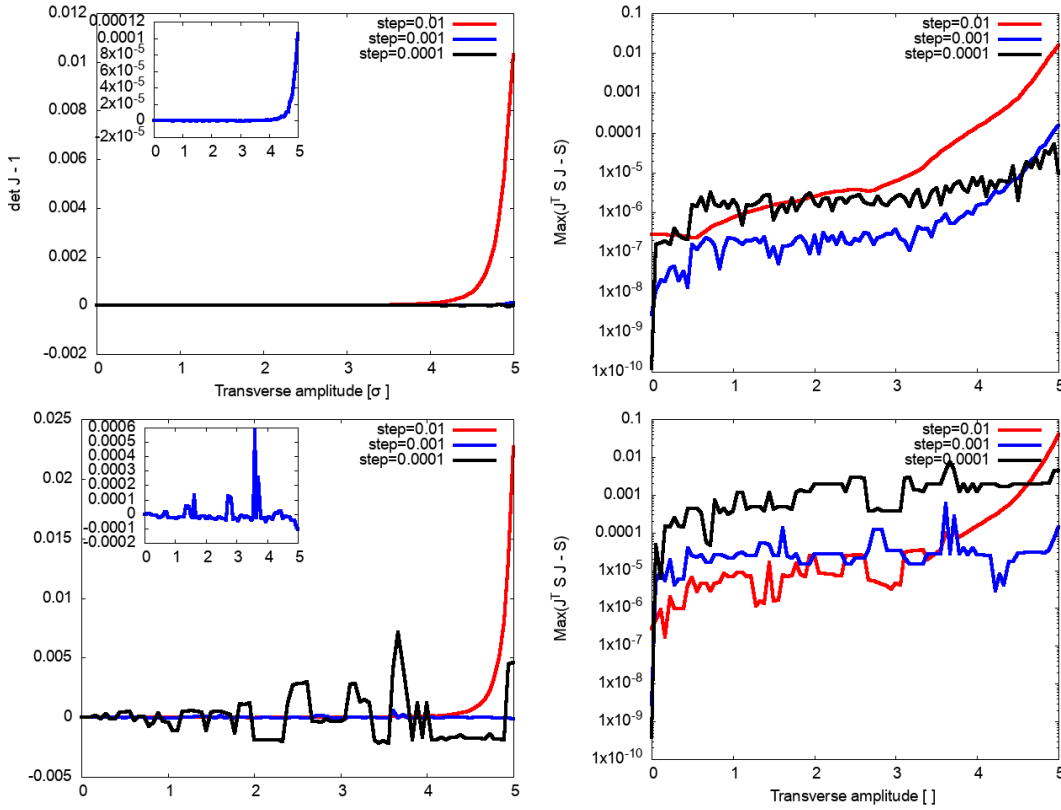 0.012
0.01
0.008
0.006
0.004
0.002
0
-0.002
det J - 1
0.00012
0.0001
8x10-5
6x10-5
4x10-5
2x10-5
0
-2x10-5
0 1 2 3 4 5
step=0.01
step=0.001
step=0.0001
0 1 2 3 4 5
Transverse amplitude [σ ]
0.1
0.01
0.001
0.0001
1x10-5
1x10-6
1x10-7
1x10-8
1x10-9
1x10-10
Max(JT S J - S)
step=0.01
step=0.001
step=0.0001
0 1 2 3 4 5
0.025
0.02
0.015
0.01
0.005
0
-0.005
0.0006
0.0005
0.0004
0.0003
0.0002
0.0001
0
-0.0001
-0.0002
0 1 2 3 4 5
step=0.01
step=0.001
step=0.0001
0 1 2 3 4 5
0.1
0.01
0.001
0.0001
1x10-5
1x10-6
1x10-7
1x10-8
1x10-9
1x10-10
Max(JT S J - S)
step=0.01
step=0.001
step=0.0001
0 1 2 3 4 5
Transverse amplitude [ ]